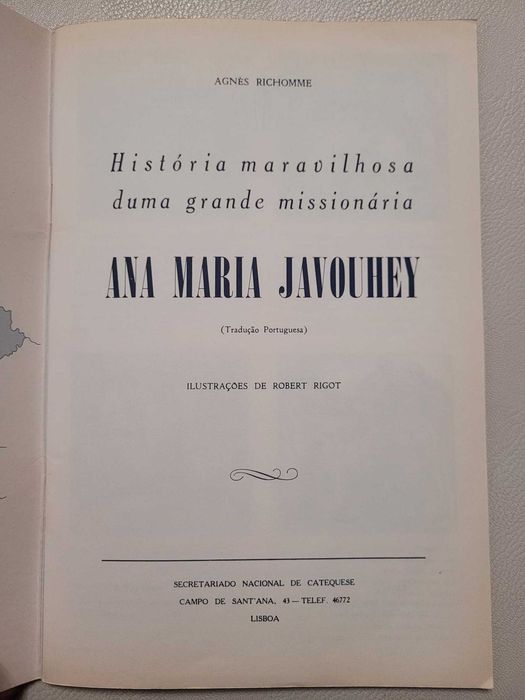 AGNÈS RICHOMME
História maravilhosa
duma grande missionária
ANA MARIA JAVOUHEY
(Tradução Portuguesa)
ILUSTRAÇÕES DE ROBERT RIGOT
SECRETARIADO NACIONAL DE CATEQUESE
CAMPO DE SANT'ANA, 43 — TELEF. 46772
LISBOA